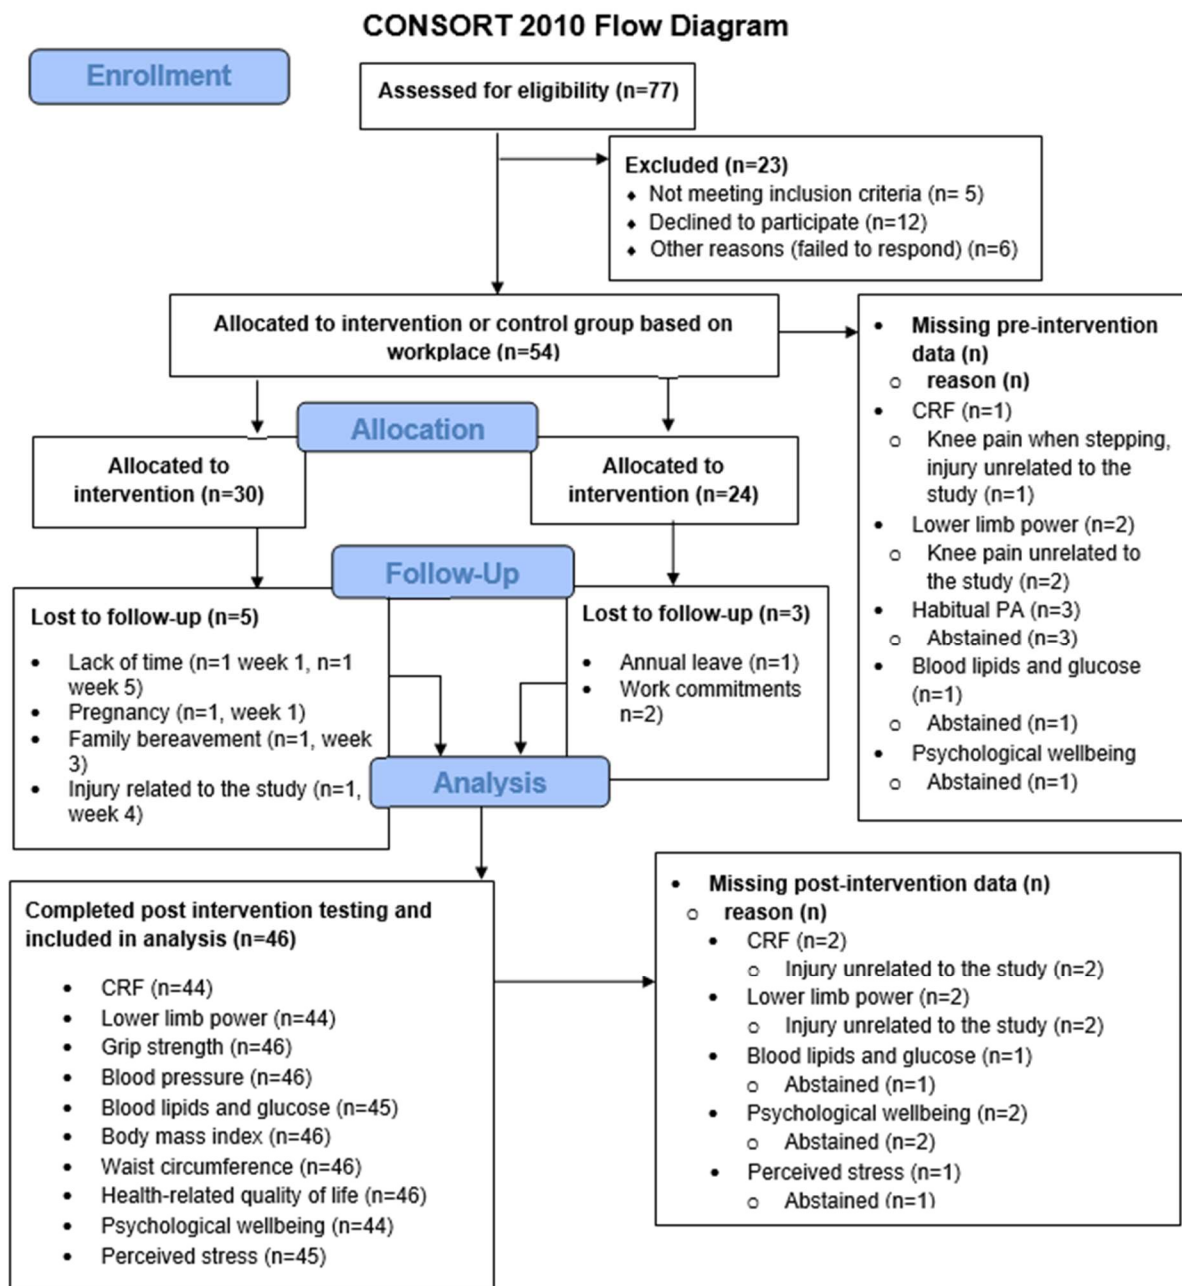 CONSORT 2010 Flow Diagram
Enrollment
Assessed for eligibility (n=77)
Excluded (n=23)
♦ Not meeting inclusion criteria (n= 5)
♦ Declined to participate (n=12)
♦ Other reasons (failed to respond) (n=6)
Allocated to intervention or control group based on
workplace (n=54)
• Missing pre-intervention
data (n)
o reason (n)
• CRF (n=1)
o Knee pain when stepping,
injury unrelated to the
study (n=1)
• Lower limb power (n=2)
o Knee pain unrelated to
the study (n=2)
• Habitual PA (n=3)
o Abstained (n=3)
• Blood lipids and glucose
(n=1)
o Abstained (n=1)
• Psychological wellbeing
o Abstained (n=1)
Allocation
Allocated to
intervention (n=30)
Allocated to
intervention (n=24)
Follow-Up
Lost to follow-up (n=5)
• Lack of time (n=1 week 1, n=1
week 5)
• Pregnancy (n=1, week 1)
• Family bereavement (n=1, week
3)
• Injury related to the study (n=1,
week 4)
Lost to follow-up (n=3)
• Annual leave (n=1)
• Work commitments
n=2)
Analysis
Completed post intervention testing and
included in analysis (n=46)
• CRF (n=44)
• Lower limb power (n=44)
• Grip strength (n=46)
• Blood pressure (n=46)
• Blood lipids and glucose (n=45)
• Body mass index (n=46)
• Waist circumference (n=46)
• Health-related quality of life (n=46)
• Psychological wellbeing (n=44)
• Perceived stress (n=45)
• Missing post-intervention data (n)
o reason (n)
• CRF (n=2)
o Injury unrelated to the study (n=2)
• Lower limb power (n=2)
o Injury unrelated to the study (n=2)
• Blood lipids and glucose (n=1)
o Abstained (n=1)
• Psychological wellbeing (n=2)
o Abstained (n=2)
• Perceived stress (n=1)
o Abstained (n=1)